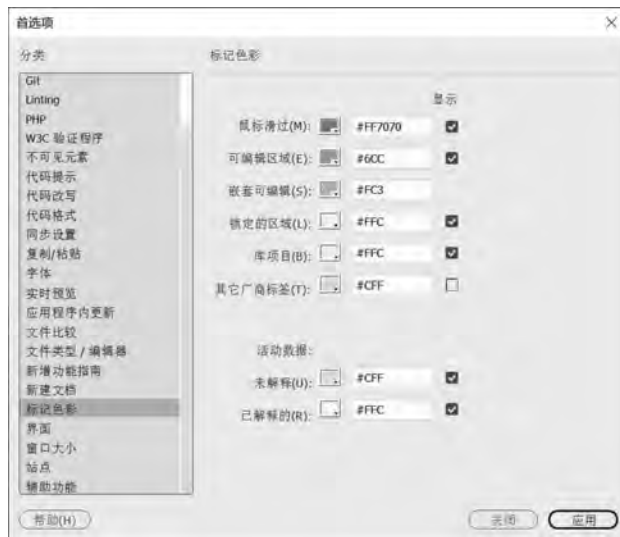 首选项
分类
标记色彩
Git
Linting
PHP
W3C 验证程序
不可见元素
代码提示
代码改写
代码格式
同步设置
复制/粘贴
字体
实时预览
应用程序内更新
文件比较
文件类型 / 编辑器
新增功能指南
新建文档
标记色彩
界面
窗口大小
站点
辅助功能
显示
鼠标滑过(M): #FF7070
可编辑区域(E): #6CC
嵌套可编辑(S): #FC3
锁定的区域(L): #FFC
库项目(B): #FFC
其它厂商标签(T): #CFF
活动数据:
未解释(U): #CFF
已解释的(R): #FFC
帮助(H)
关闭
应用